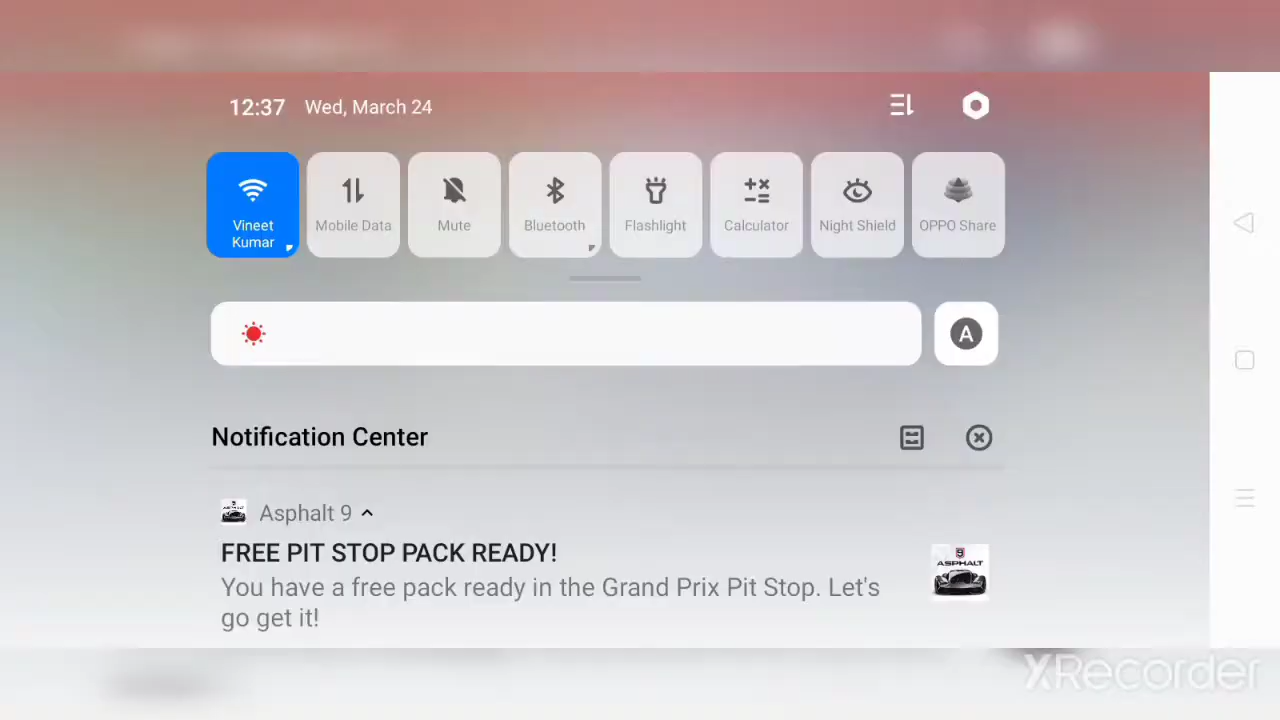 12:37 Wed, March 24
Vineet
Kumar
Mobile Data
Mute
Bluetooth
Flashlight
Calculator
Night Shield
OPPO Share
A
Notification Center
Asphalt 9
FREE PIT STOP PACK READY!
You have a free pack ready in the Grand Prix Pit Stop. Let's
go get it!
9
ASPHALT
XRecorder